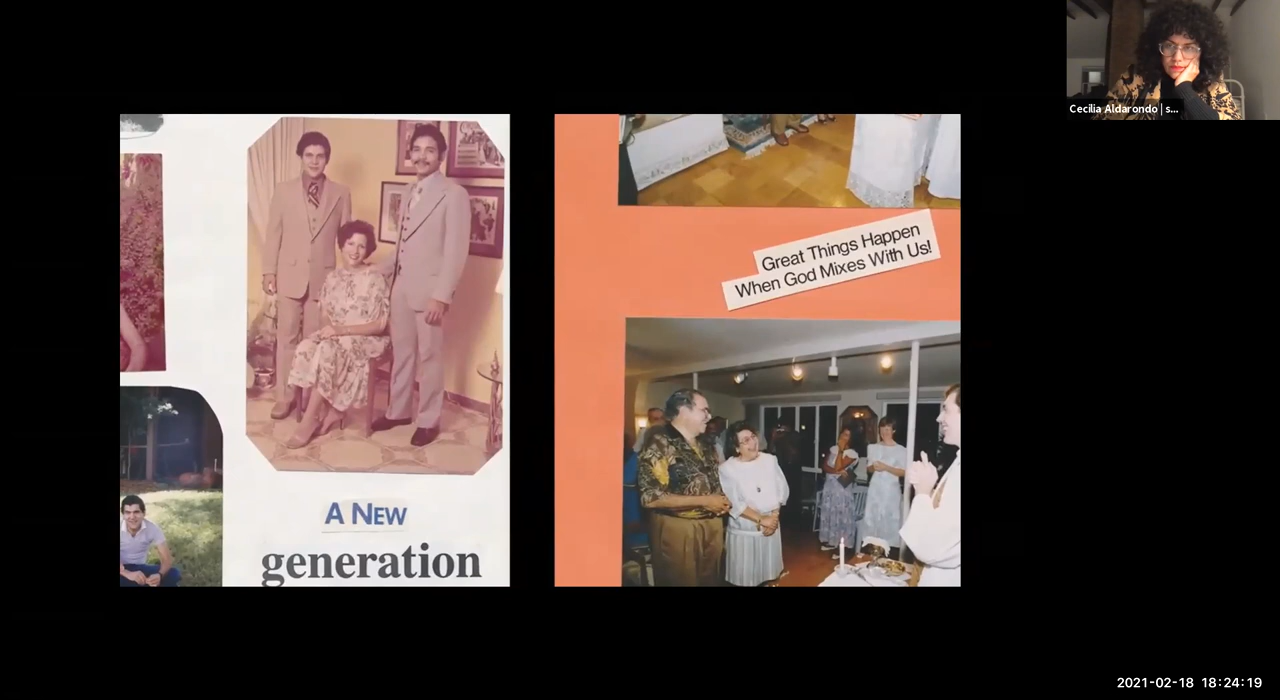 Cecilia Aldarondo | s...
A NEW
generation
Great Things Happen
When God Mixes With Us!
2021-02-18 18:24:19